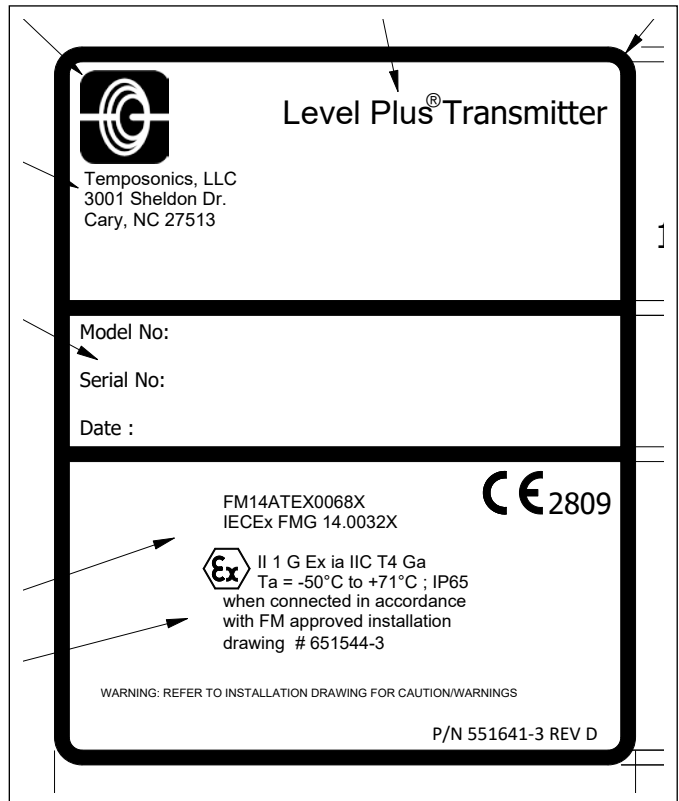 Level Plus® Transmitter
Temposonics, LLC
3001 Sheldon Dr.
Cary, NC 27513
Model No:
Serial No:
Date :
CE 2809
FM14ATEX0068X
IECEx FMG 14.0032X
Ex II 1 G Ex ia IIC T4 Ga
Ta = -50°C to +71°C ; IP65
when connected in accordance
with FM approved installation
drawing # 651544-3
WARNING: REFER TO INSTALLATION DRAWING FOR CAUTION/WARNINGS
P/N 551641-3 REV D